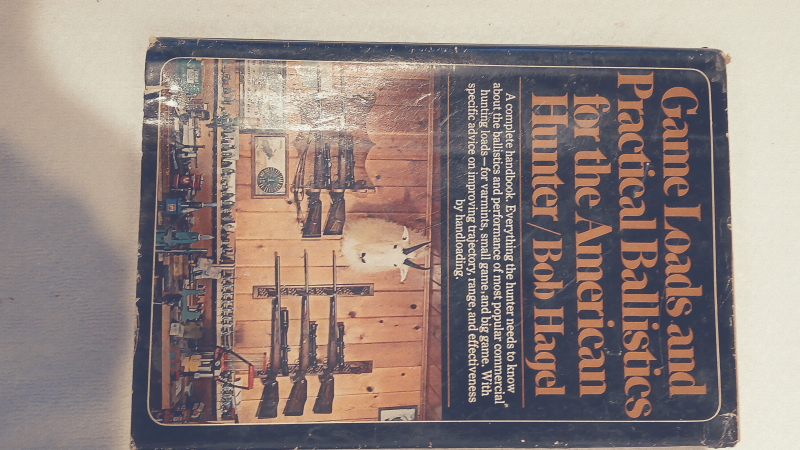 Game Loads and
Practical Ballistics
for the American
Hunter/Bob Hagel
A complete handbook. Everything the hunter needs to know
about the ballistics and performance of most popular commercial
hunting loads—for varmints, small game and big game. With
specific advice on improving trajectory, range, and effectiveness
by handloading.